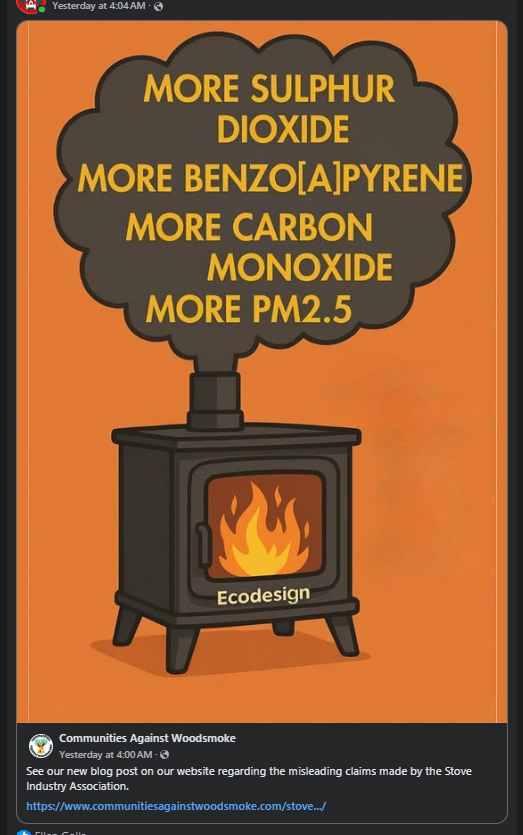 Yesterday at 4:04 AM ·
MORE SULPHUR
DIOXIDE
MORE BENZO[A]PYRENE
MORE CARBON
MONOXIDE
MORE PM2.5
Ecodesign
Communities Against Woodsmoke
Yesterday at 4:00 AM ·
See our new blog post on our website regarding the misleading claims made by the Stove
Industry Association.
https://www.communitiesagainstwoodsmoke.com/stove.../